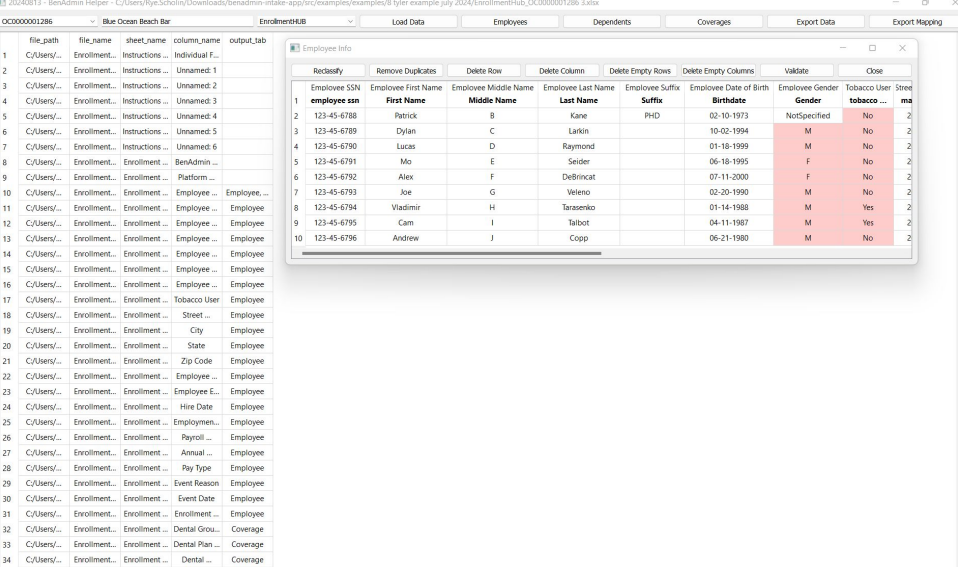 20240813 - BenAdmin Helper - C:/Users/Rye.Scholin/Downloads/benadmin-intake-app/src/examples/examples/8 tyler example july 2024/EnrollmentHub_OC0000001286 3.xlsx
OC0000001286 Blue Ocean Beach Bar EnrollmentHUB Load Data Employees Dependents Coverages Export Data Export Mapping
file_path file_name sheet_name column_name output_tab
1 C:/Users/... Enrollment... Instructions ... Individual F...
2 C:/Users/... Enrollment... Instructions ... Unnamed: 1
3 C:/Users/... Enrollment... Instructions ... Unnamed: 2
4 C:/Users/... Enrollment... Instructions ... Unnamed: 3
5 C:/Users/... Enrollment... Instructions ... Unnamed: 4
6 C:/Users/... Enrollment... Instructions ... Unnamed: 5
7 C:/Users/... Enrollment... Instructions ... Unnamed: 6
8 C:/Users/... Enrollment... Enrollment ... BenAdmin ...
9 C:/Users/... Enrollment... Enrollment ... Platform ...
10 C:/Users/... Enrollment... Enrollment ... Employee ... Employee, ...
11 C:/Users/... Enrollment... Enrollment ... Employee ... Employee
12 C:/Users/... Enrollment... Enrollment ... Employee ... Employee
13 C:/Users/... Enrollment... Enrollment ... Employee ... Employee
14 C:/Users/... Enrollment... Enrollment ... Employee ... Employee
15 C:/Users/... Enrollment... Enrollment ... Employee ... Employee
16 C:/Users/... Enrollment... Enrollment ... Employee ... Employee
17 C:/Users/... Enrollment... Enrollment ... Tobacco User Employee
18 C:/Users/... Enrollment... Enrollment ... Street ... Employee
19 C:/Users/... Enrollment... Enrollment ... City Employee
20 C:/Users/... Enrollment... Enrollment ... State Employee
21 C:/Users/... Enrollment... Enrollment ... Zip Code Employee
22 C:/Users/... Enrollment... Enrollment ... Employee ... Employee
23 C:/Users/... Enrollment... Enrollment ... Employee E... Employee
24 C:/Users/... Enrollment... Enrollment ... Hire Date Employee
25 C:/Users/... Enrollment... Enrollment ... Employmen... Employee
26 C:/Users/... Enrollment... Enrollment ... Payroll ... Employee
27 C:/Users/... Enrollment... Enrollment ... Annual ... Employee
28 C:/Users/... Enrollment... Enrollment ... Pay Type Employee
29 C:/Users/... Enrollment... Enrollment ... Event Reason Employee
30 C:/Users/... Enrollment... Enrollment ... Event Date Employee
31 C:/Users/... Enrollment... Enrollment ... Enrollment ... Employee
32 C:/Users/... Enrollment... Enrollment ... Dental Grou... Coverage
33 C:/Users/... Enrollment... Enrollment ... Dental Plan ... Coverage
34 C:/Users/... Enrollment... Enrollment ... Dental ... Coverage
Employee Info
Reclassify Remove Duplicates Delete Row Delete Column Delete Empty Rows Delete Empty Columns Validate Close
Employee SSN Employee First Name Employee Middle Name Employee Last Name Employee Suffix Employee Date of Birth Employee Gender Tobacco User Stree
1 employee ssn First Name Middle Name Last Name Suffix Birthdate Gender tobacco ... ma
2 123-45-6788 Patrick B Kane PHD 02-10-1973 NotSpecified No 2
3 123-45-6789 Dylan C Larkin 10-02-1994 M No 2
4 123-45-6790 Lucas D Raymond 01-18-1999 M No 2
5 123-45-6791 Mo E Seider 06-18-1995 F No 2
6 123-45-6792 Alex F DeBrincat 07-11-2000 F No 2
7 123-45-6793 Joe G Veleno 02-20-1990 M No 2
8 123-45-6794 Vladimir H Tarasenko 01-14-1988 M Yes 2
9 123-45-6795 Cam I Talbot 04-11-1987 M Yes 2
10 123-45-6796 Andrew J Copp 06-21-1980 M No 2